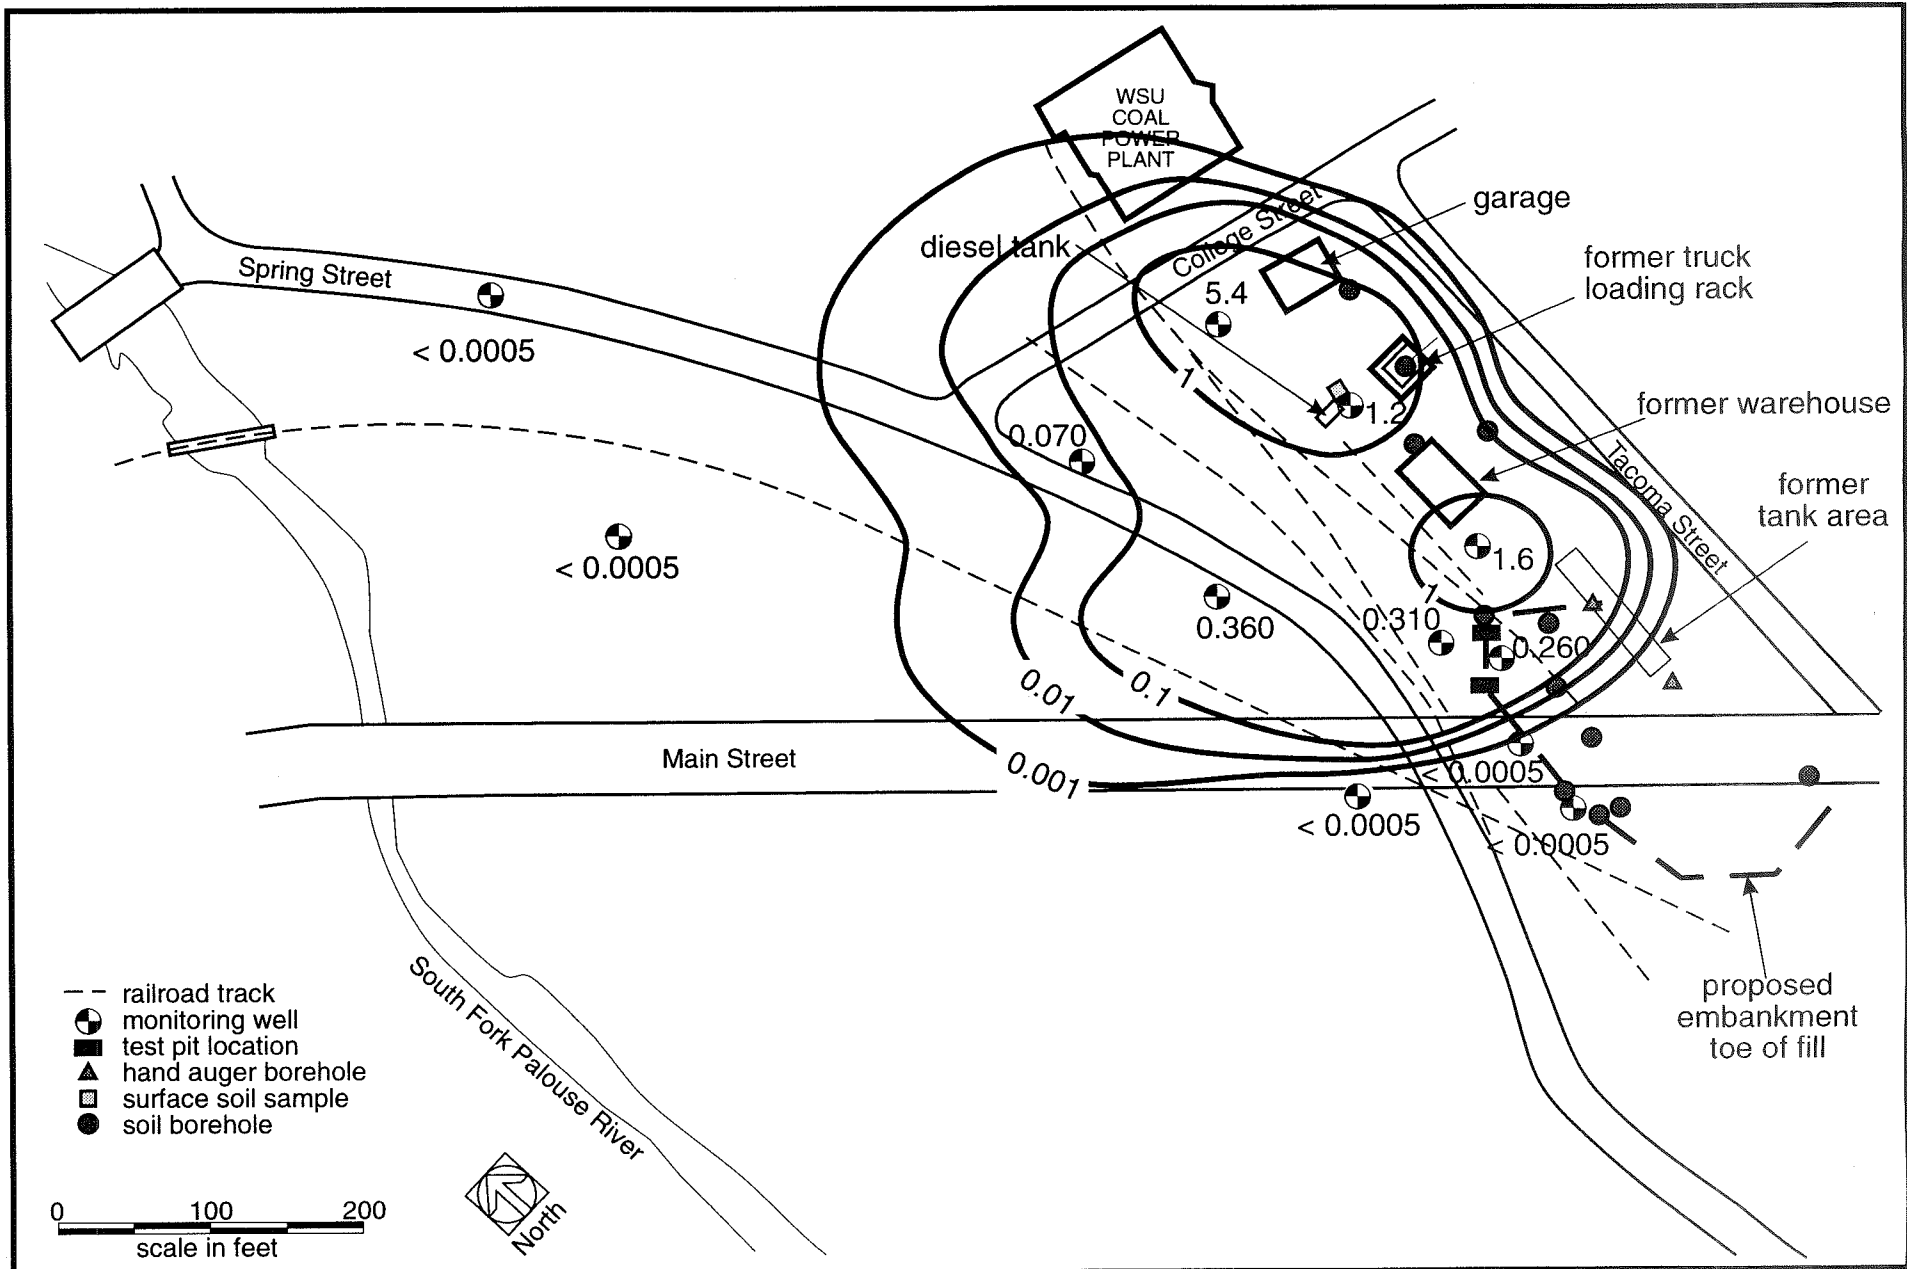 WSU
COAL
POWER
PLANT
garage
College Street
diesel tank
former truck
loading rack
Spring Street
5.4
< 0.0005
1
1.2
former warehouse
0.070
Tacoma Street
former
tank area
< 0.0005
1.6
1
0.360
0.310
0.260
0.01
0.1
Main Street
0.001
< 0.0005
< 0.0005
< 0.0005
proposed
embankment
toe of fill
South Fork Palouse River
railroad track
monitoring well
test pit location
hand auger borehole
surface soil sample
soil borehole
North
0 100 200
scale in feet